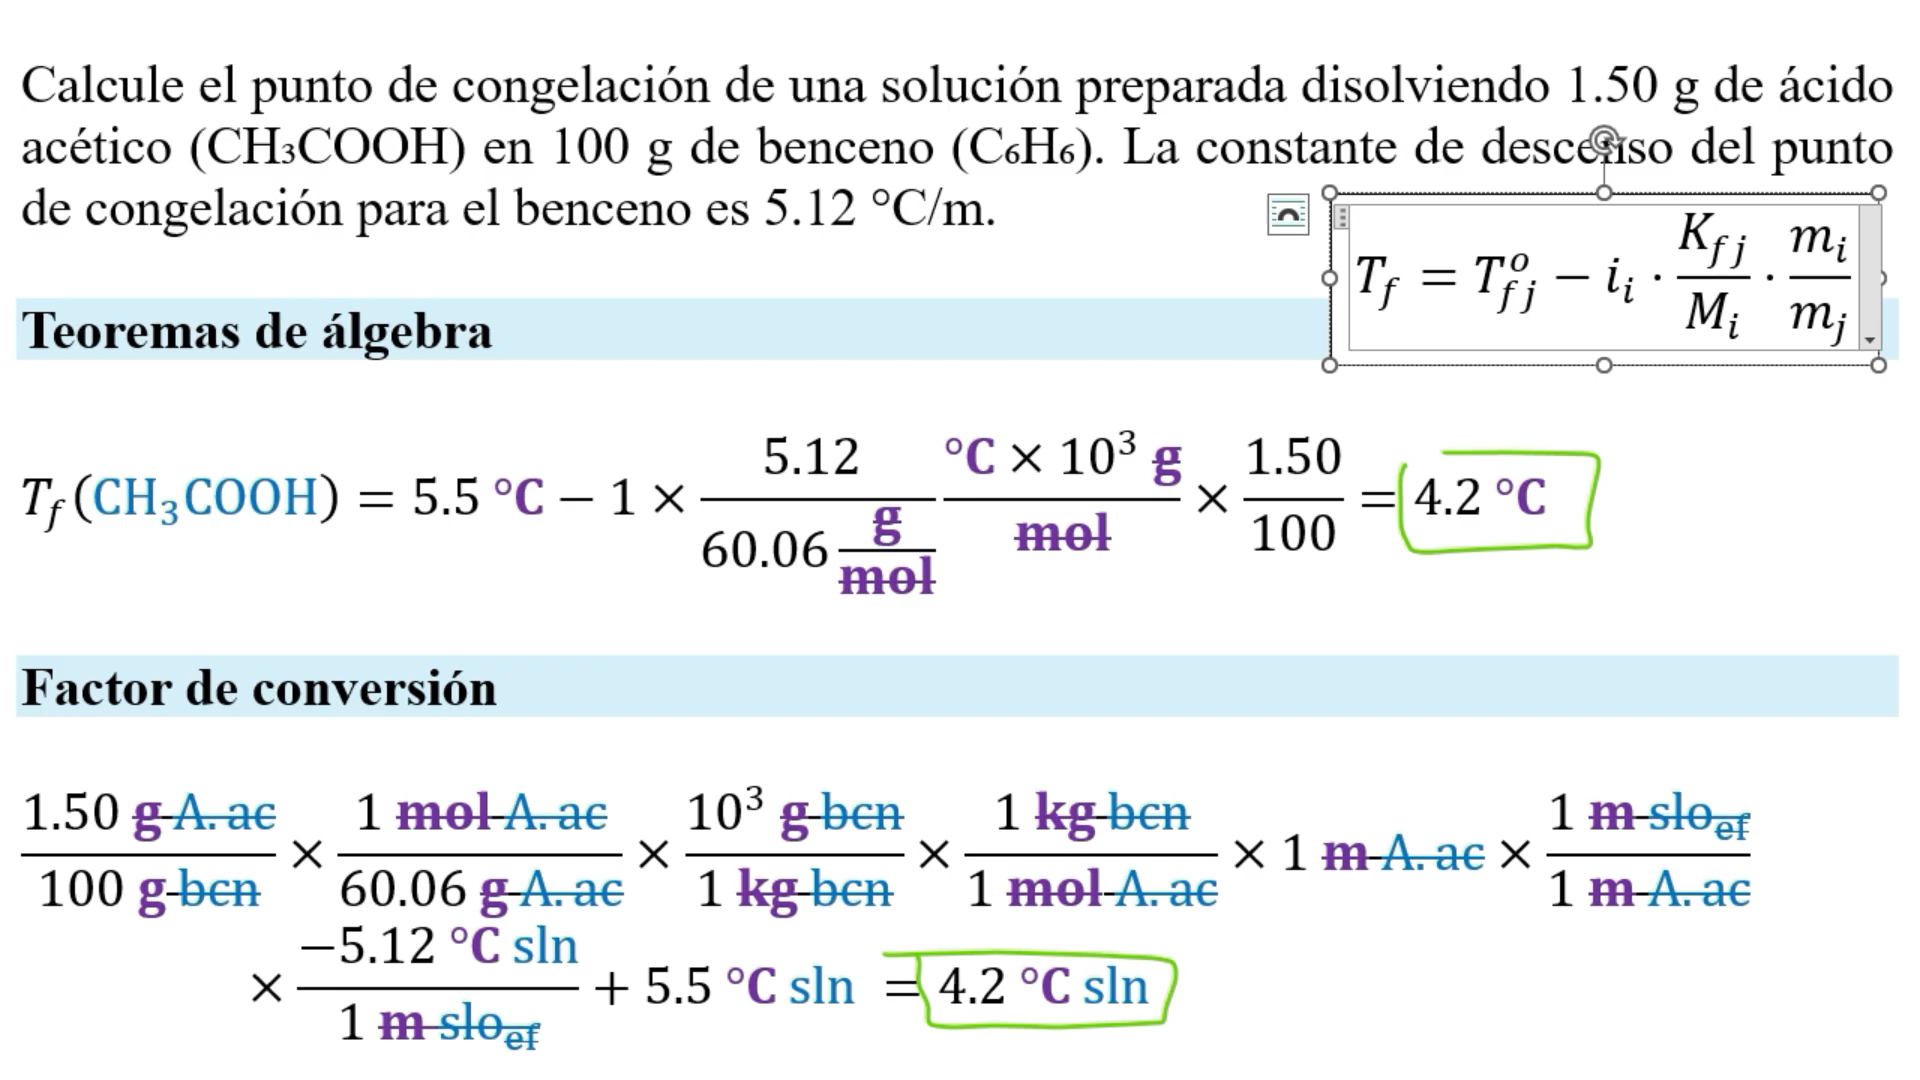 Calcule el punto de congelación de una solución preparada disolviendo 1.50 g de ácido
acético (CH₃COOH) en 100 g de benceno (C₆H₆). La constante de descenso del punto
de congelación para el benceno es 5.12 °C/m.
T_f = T°_fj − i_i · K_fj/M_i · m_i/m_j
Teoremas de álgebra
T_f(CH₃COOH) = 5.5 °C − 1 × 5.12/(60.06 g/mol) °C × 10³ g/mol × 1.50/100 = 4.2 °C
Factor de conversión
1.50 g A. ac/100 g bcn × 1 mol A. ac/60.06 g A. ac × 10³ g bcn/1 kg bcn × 1 kg bcn/1 mol A. ac × 1 m A. ac × 1 m slo_ef/1 m A. ac
× −5.12 °C sln/1 m slo_ef + 5.5 °C sln = 4.2 °C sln